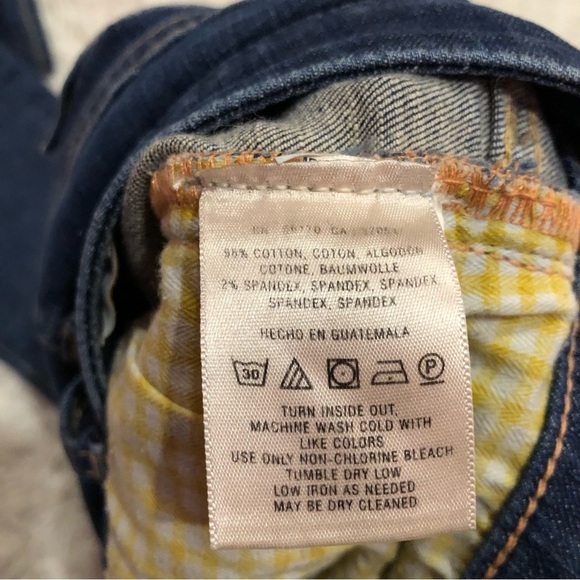 98% COTTON, COTON, ALGODON
COTONE, BAUMWOLLE
2% SPANDEX, SPANDEX, SPANDEX,
SPANDEX, SPANDEX
HECHO EN GUATEMALA
30 P
TURN INSIDE OUT,
MACHINE WASH COLD WITH
LIKE COLORS
USE ONLY NON-CHLORINE BLEACH
TUMBLE DRY LOW
LOW IRON AS NEEDED
MAY BE DRY CLEANED